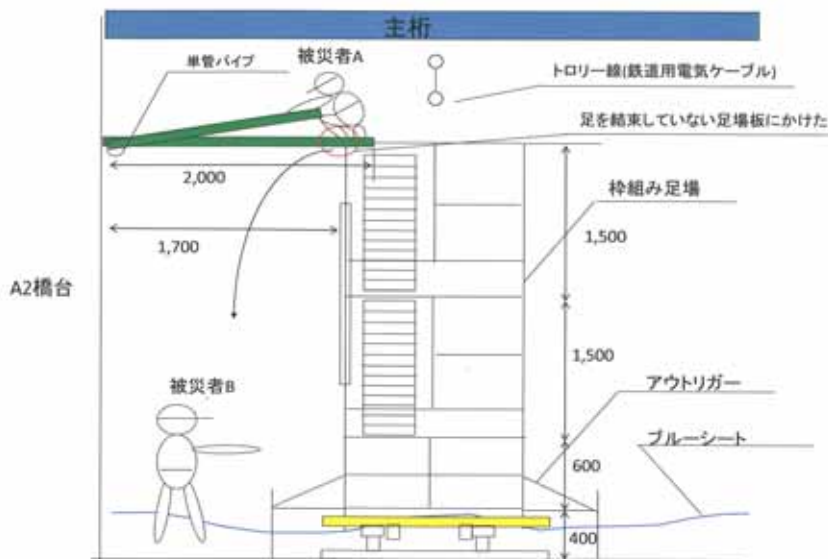 主桁
被災者A
単管パイプ
トロリー線(鉄道用電気ケーブル)
足を結束していない足場板にかけた
2,000
枠組み足場
1,500
1,700
A2橋台
1,500
被災者B
アウトリガー
ブルーシート
600
400